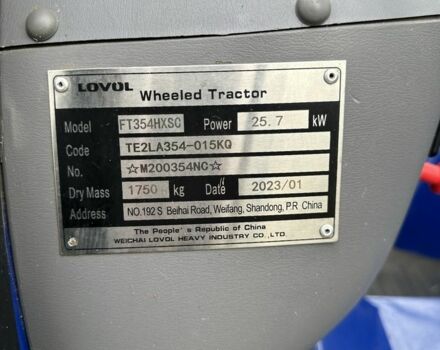 LOVOL
Wheeled Tractor
Model FT354HXSC Power 25.7 kW
Code TE2LA354-015KQ
No. ☆M200354NC☆
Dry Mass 1750 kg Date 2023/01
Address NO.192 S Beihai Road, Weifang, Shandong, P.R China
The People's Republic of China
WEICHAI LOVOL HEAVY INDUSTRY CO.,LTD.